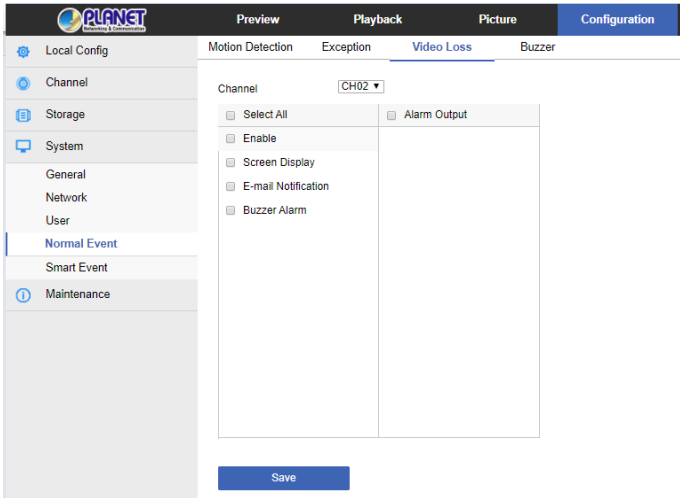 PLANET
Networking & Communication
Preview Playback Picture Configuration
Local Config
Channel
Storage
System
General
Network
User
Normal Event
Smart Event
Maintenance
Motion Detection Exception Video Loss Buzzer
Channel CH02
Select All Alarm Output
Enable
Screen Display
E-mail Notification
Buzzer Alarm
Save